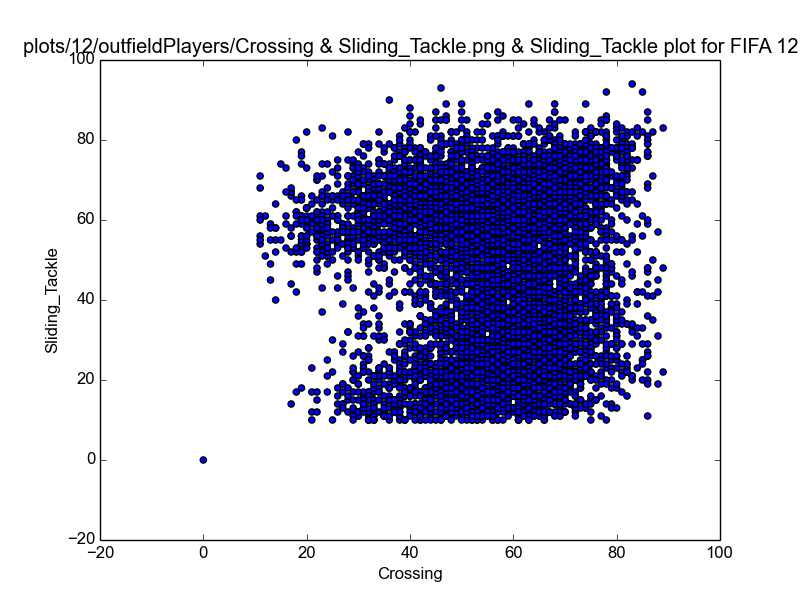 plots/12/outfieldPlayers/Crossing & Sliding_Tackle.png & Sliding_Tackle plot for FIFA 12
100
80
60
40
20
0
−20
Sliding_Tackle
−20 0 20 40 60 80 100
Crossing